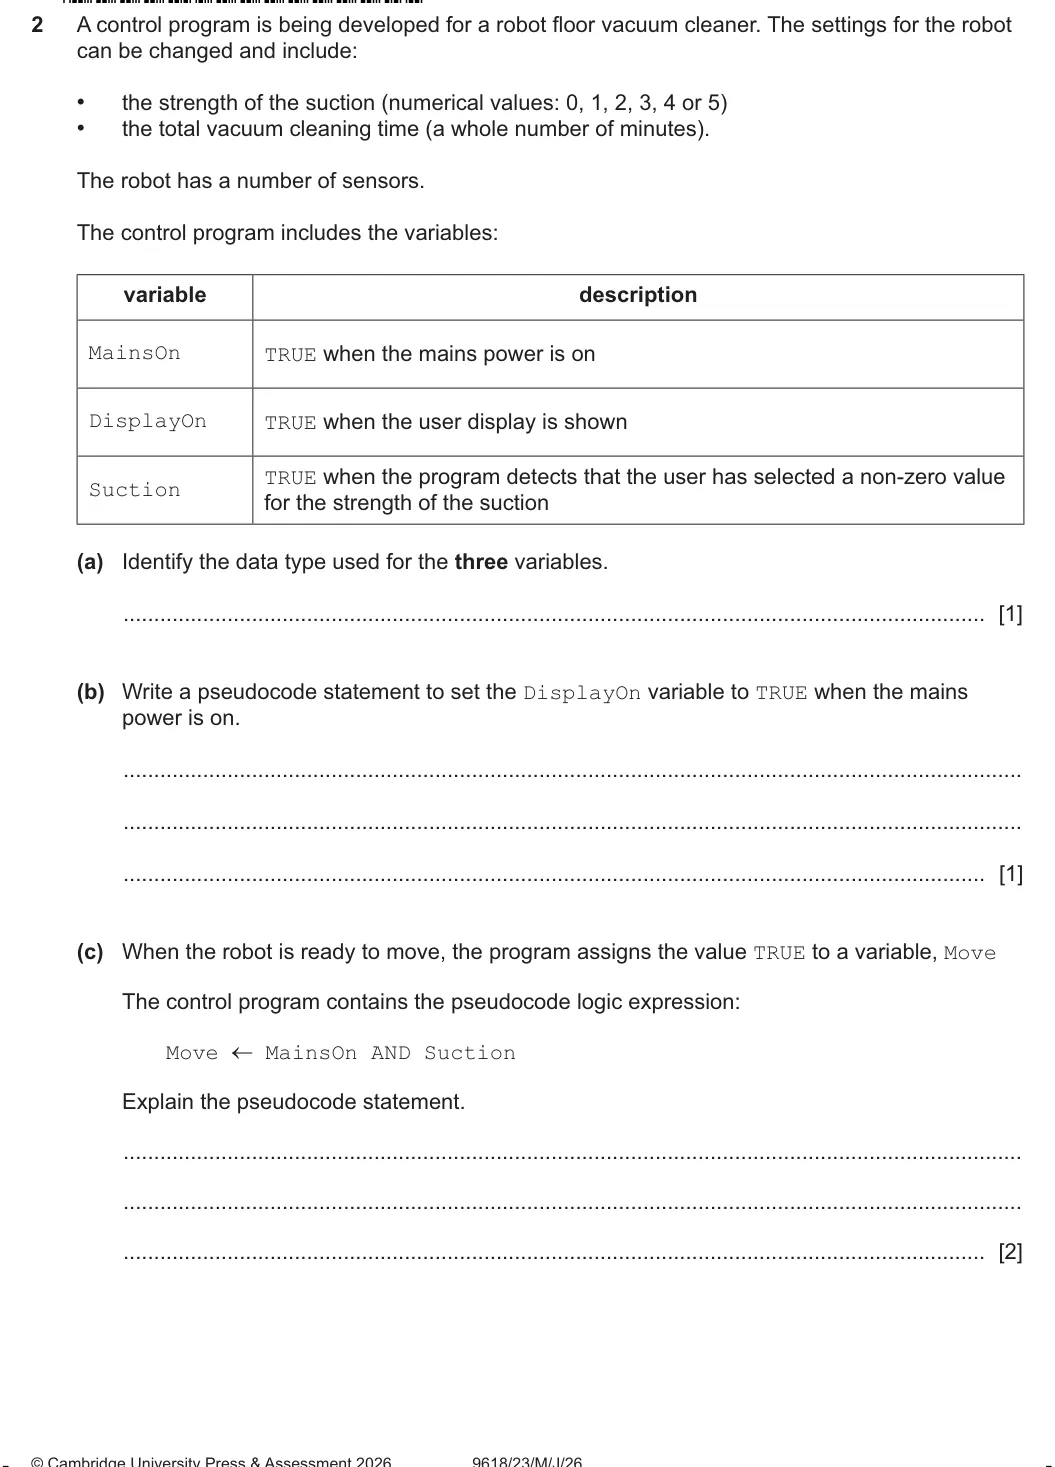 2 A control program is being developed for a robot floor vacuum cleaner. The settings for the robot
can be changed and include:
• the strength of the suction (numerical values: 0, 1, 2, 3, 4 or 5)
• the total vacuum cleaning time (a whole number of minutes).
The robot has a number of sensors.
The control program includes the variables:
variable description
MainsOn TRUE when the mains power is on
DisplayOn TRUE when the user display is shown
Suction TRUE when the program detects that the user has selected a non-zero value
for the strength of the suction
(a) Identify the data type used for the three variables.
.................................................................................................................................. [1]
(b) Write a pseudocode statement to set the DisplayOn variable to TRUE when the mains
power is on.
..................................................................................................................................
..................................................................................................................................
.................................................................................................................................. [1]
(c) When the robot is ready to move, the program assigns the value TRUE to a variable, Move
The control program contains the pseudocode logic expression:
Move ← MainsOn AND Suction
Explain the pseudocode statement.
..................................................................................................................................
..................................................................................................................................
.................................................................................................................................. [2]
© Cambridge University Press & Assessment 2026 9618/23/M/J/26